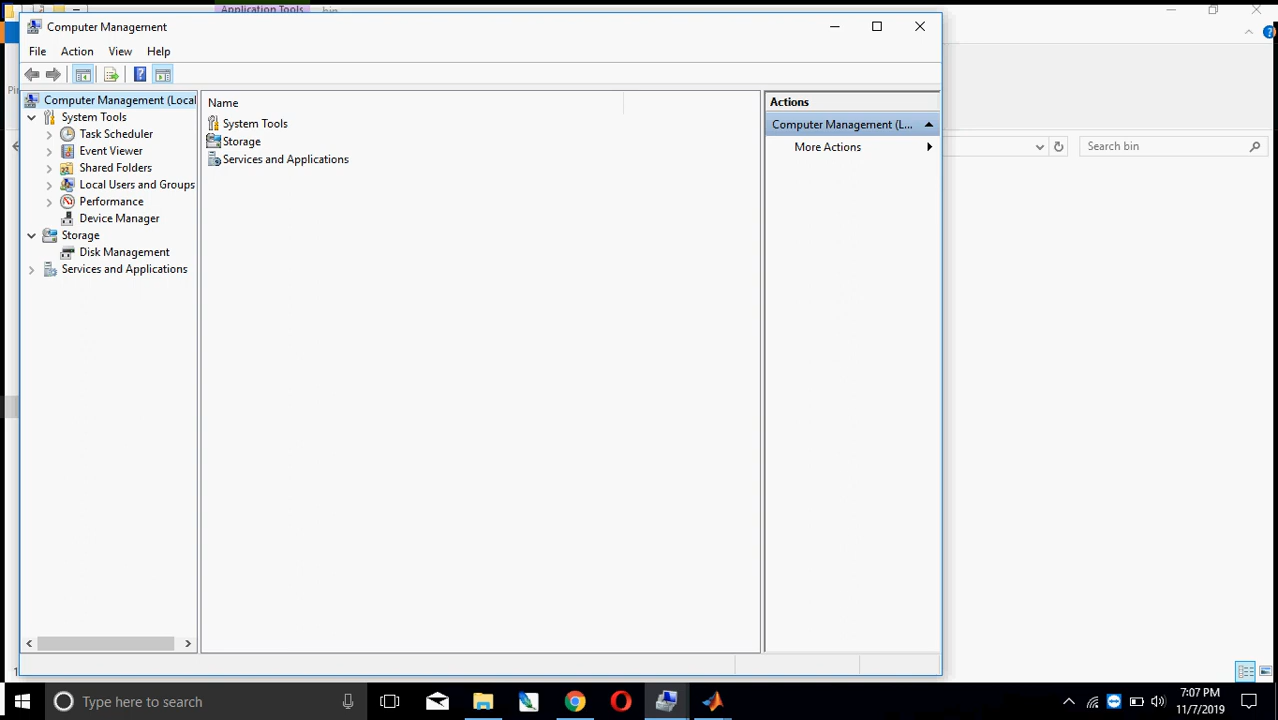 Application Tools
bin
Computer Management
File Action View Help
Computer Management (Local
System Tools
Task Scheduler
Event Viewer
Shared Folders
Local Users and Groups
Performance
Device Manager
Storage
Disk Management
Services and Applications
Name
System Tools
Storage
Services and Applications
Actions
Computer Management (L...
More Actions
Search bin
Type here to search
7:07 PM
11/7/2019